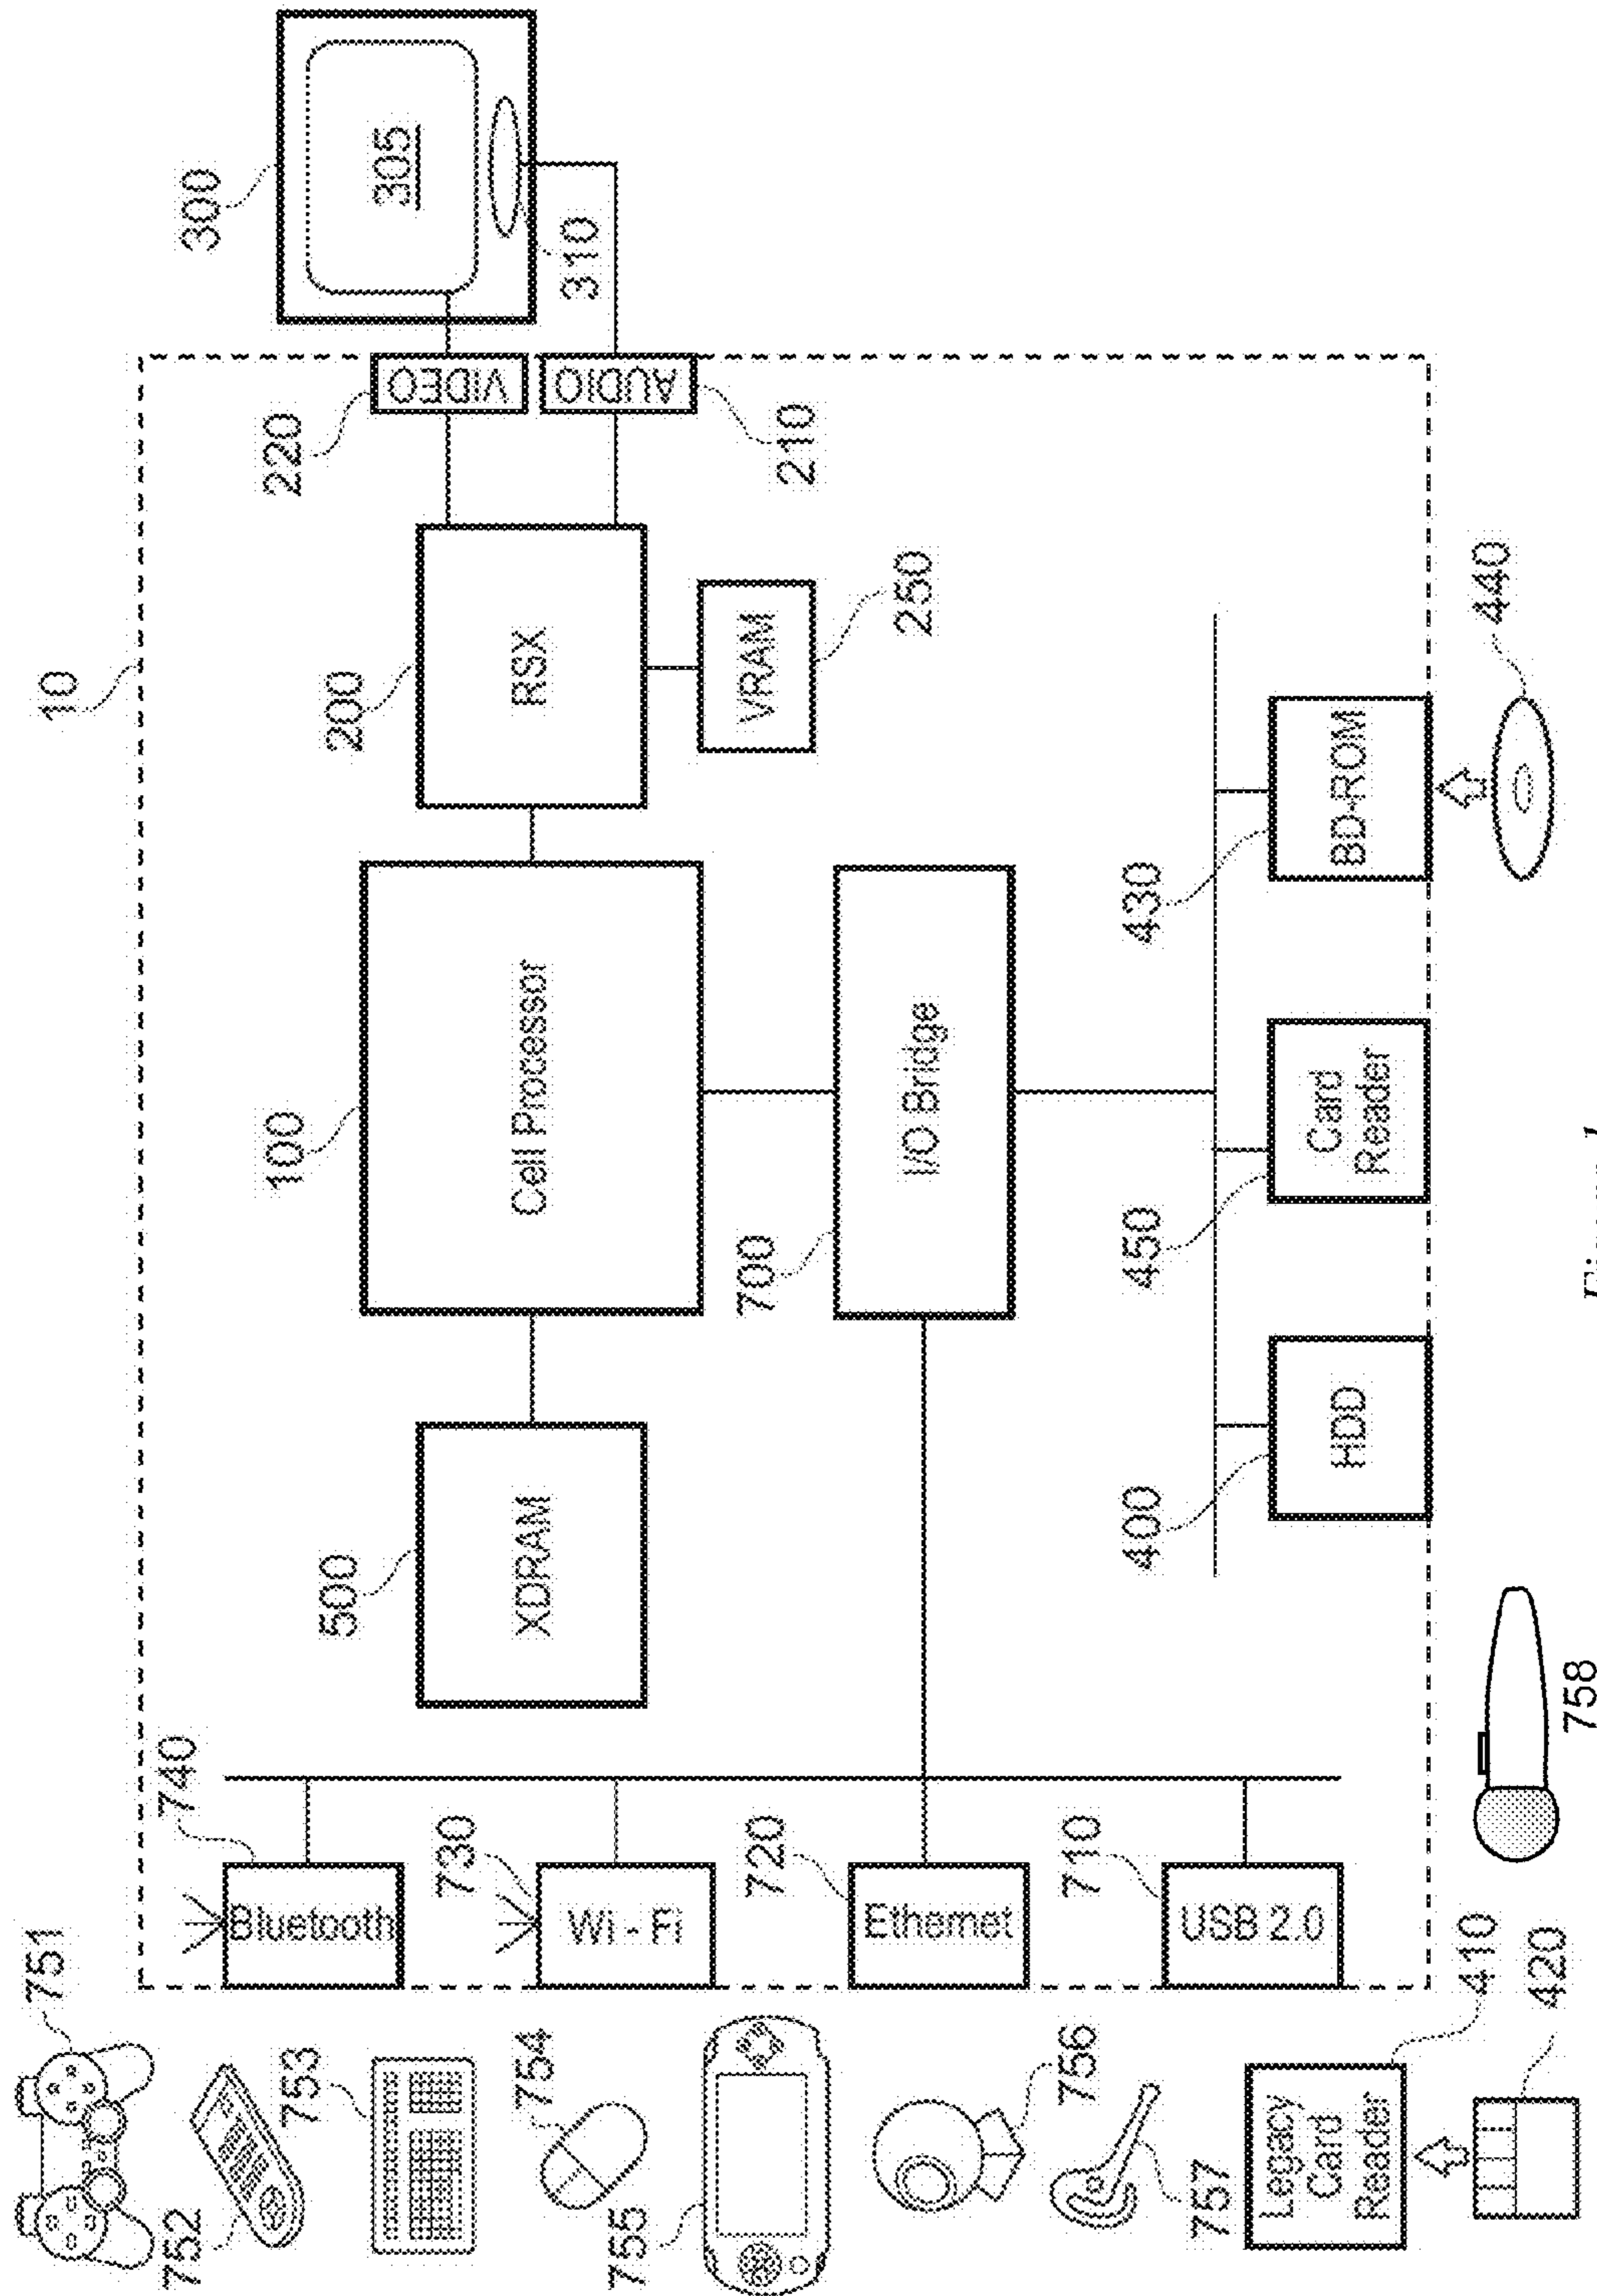 10
300
305
310
220
VIDEO
AUDIO
210
200
RSX
VRAM
250
100
Cell Processor
500
XDRAM
700
I/O Bridge
740
Bluetooth
730
Wi - Fi
720
Ethernet
710
USB 2.0
400
HDD
450
Card
Reader
430
BD-ROM
440
751
752
753
754
755
756
757
758
Legacy
Card
Reader
410
420